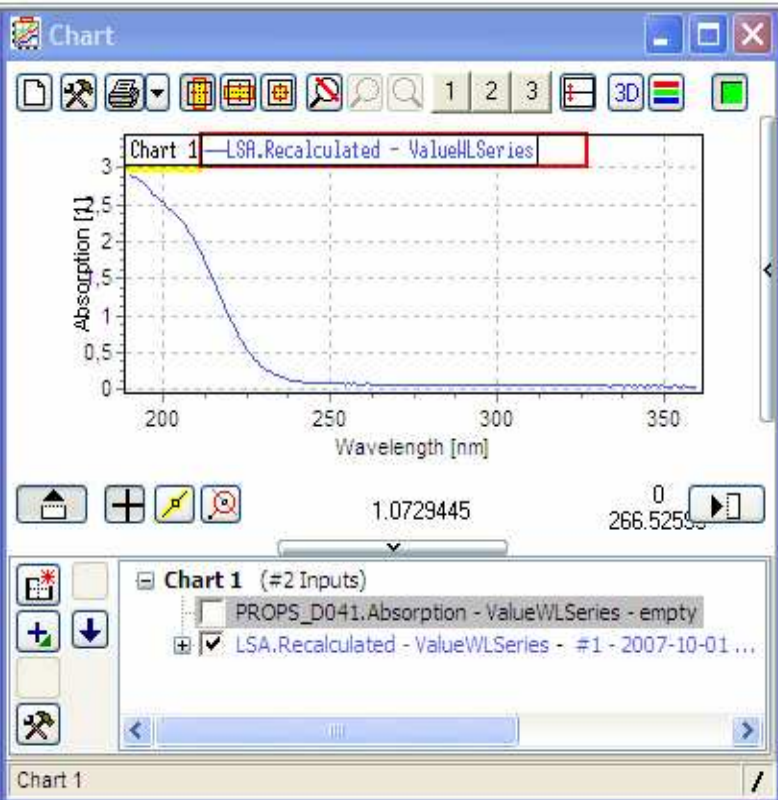 Chart
1 2 3 3D
Chart 1 LSA.Recalculated - ValueWLSeries
3
2,5
2
1,5
1
0,5
0
Absorption [1]
200 250 300 350
Wavelength [nm]
1.0729445
0
266.5259
Chart 1 (#2 Inputs)
PROPS_D041.Absorption - ValueWLSeries - empty
LSA.Recalculated - ValueWLSeries - #1 - 2007-10-01 ...
Chart 1